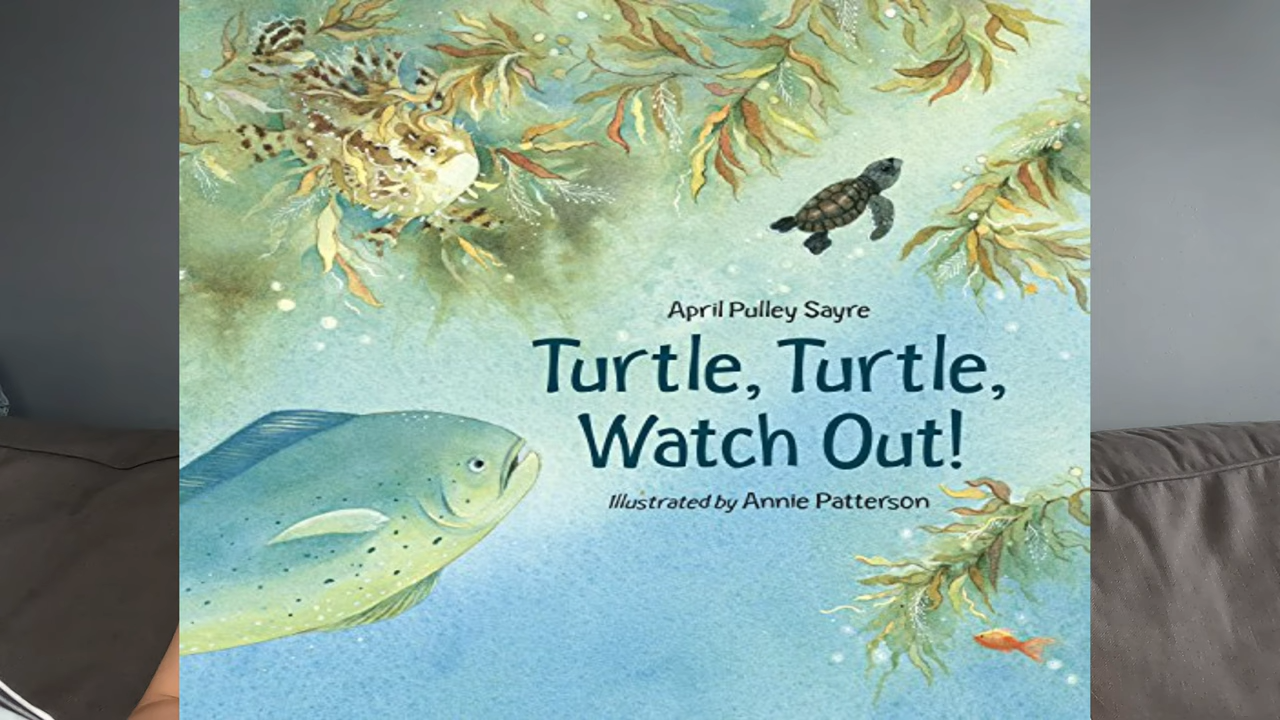 April Pulley Sayre
Turtle, Turtle,
Watch Out!
Illustrated by Annie Patterson